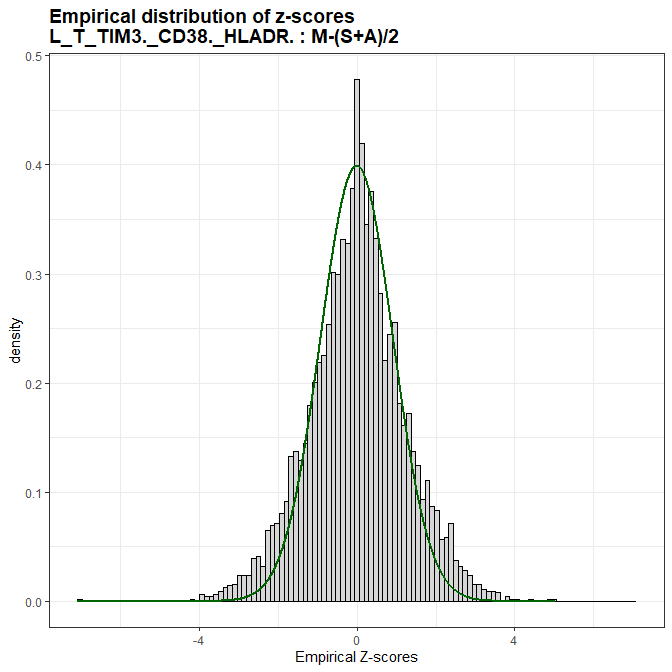 Empirical distribution of z-scores
L_T_TIM3._CD38._HLADR. : M-(S+A)/2
0.5
0.4
0.3
0.2
0.1
0.0
density
-4 0 4
Empirical Z-scores